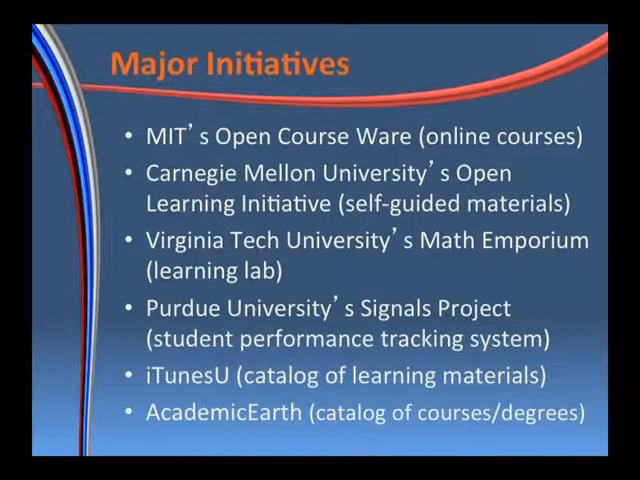 Major Initiatives
• MIT’s Open Course Ware (online courses)
• Carnegie Mellon University’s Open
Learning Initiative (self-guided materials)
• Virginia Tech University’s Math Emporium
(learning lab)
• Purdue University’s Signals Project
(student performance tracking system)
• iTunesU (catalog of learning materials)
• AcademicEarth (catalog of courses/degrees)